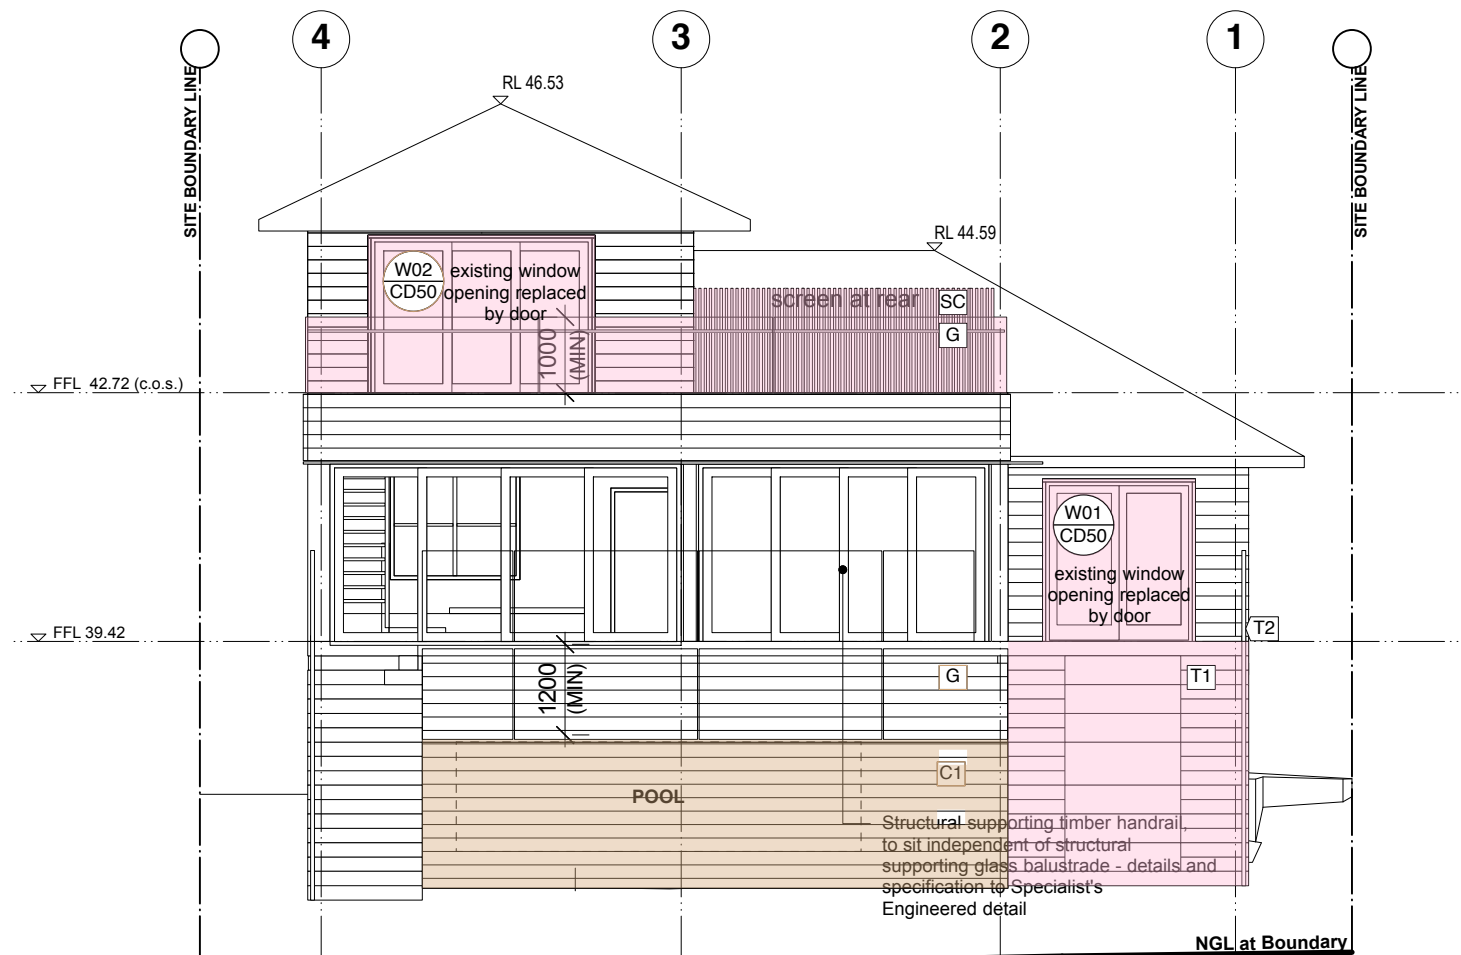 4
3
2
1
SITE BOUNDARY LINE
SITE BOUNDARY LINE
RL 46.53
RL 44.59
W02
CD50
existing window
opening replaced
by door
screen at rear
SC
G
1000
(MIN)
FFL 42.72 (c.o.s.)
W01
CD50
existing window
opening replaced
by door
FFL 39.42
T2
1200
(MIN)
G
T1
C1
POOL
Structural supporting timber handrail,
to sit independent of structural
supporting glass balustrade - details and
specification to Specialist's
Engineered detail
NGL at Boundary